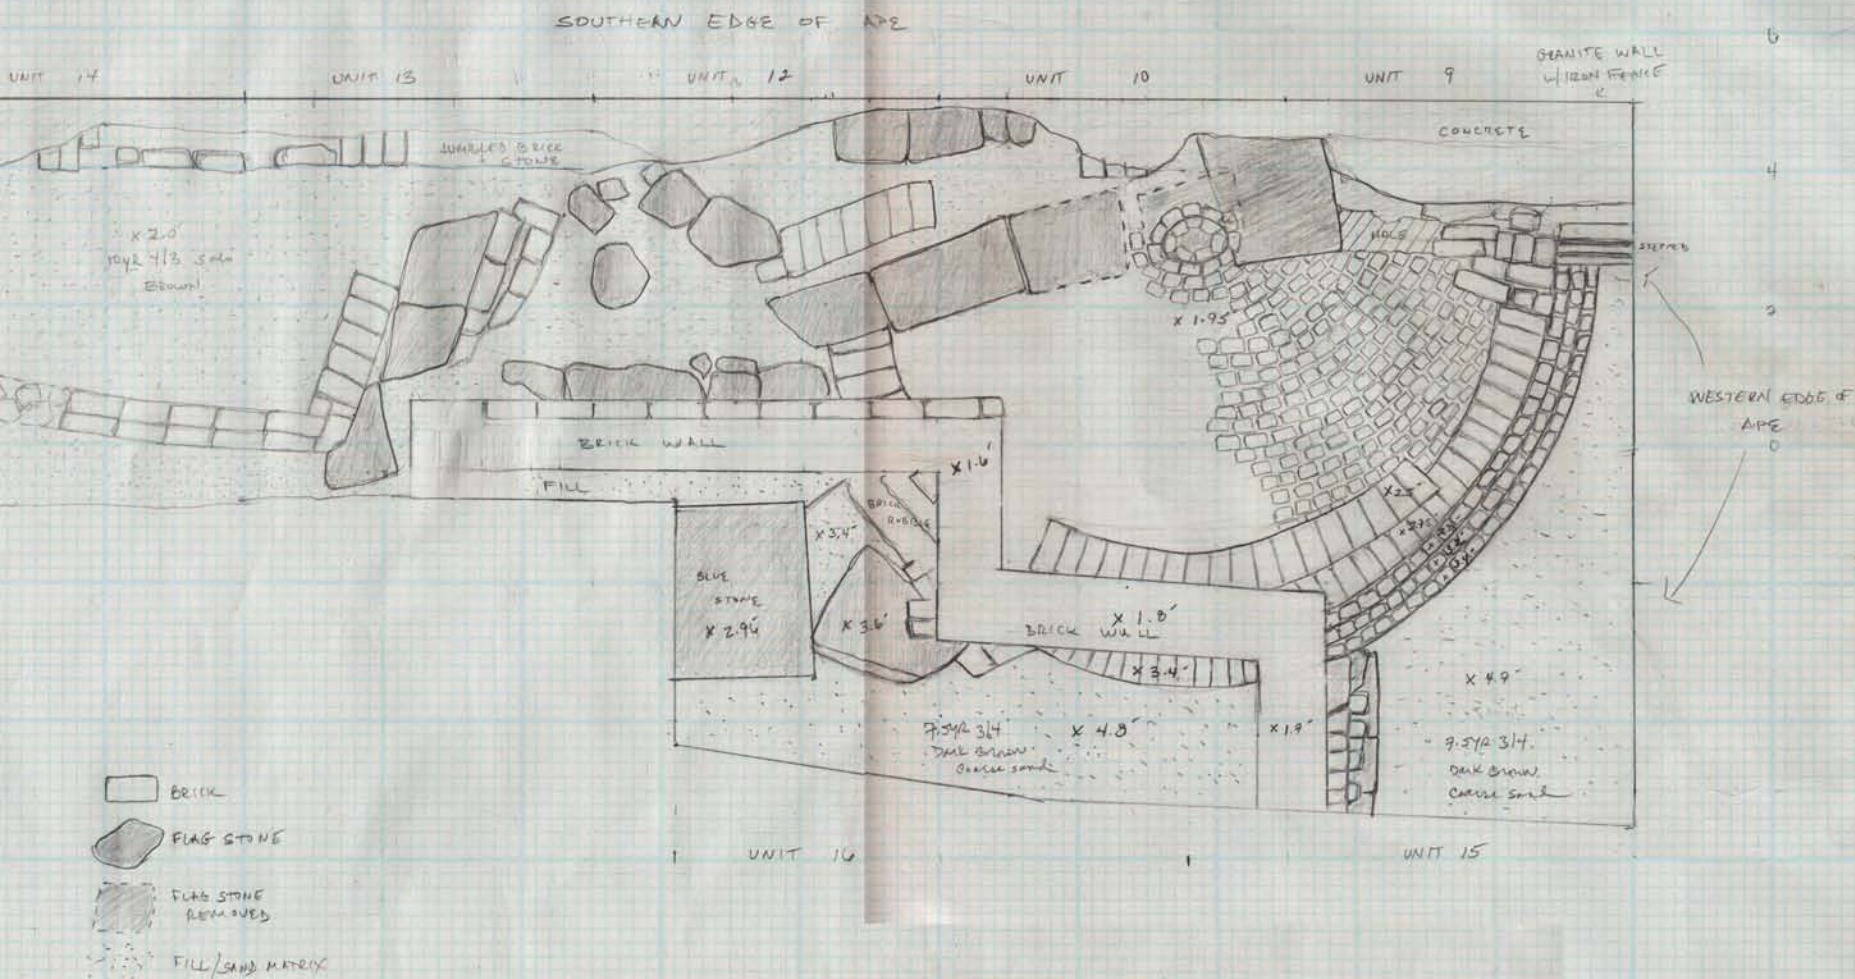 SOUTHERN EDGE OF APE
6
GRANITE WALL
W/IRON FENCE
UNIT 14
UNIT 13
UNIT 12
UNIT 10
UNIT 9
CONCRETE
JUMBLED BRICK
+ STONE
4
x 2.0'
10YR 4/3 
BROWN
HOLE
STEPPED
2
x 1.95'
WESTERN EDGE OF
APE
0
BRICK WALL
x 1.6'
FILL
x 2.5'
BRICK
RUBBLE
x 3.4'
BLUE
STONE
x 2.94'
x 3.6'
x 1.8'
BRICK WALL
x 3.4'
x 4.9'
7.5YR 3/4
Dark Brown
Coarse sand
x 4.8'
x 1.9'
7.5YR 3/4
Dark Brown
Coarse sand
BRICK
FLAG STONE
UNIT 16
UNIT 15
FLAG STONE
REMOVED
FILL/SAND MATRIX